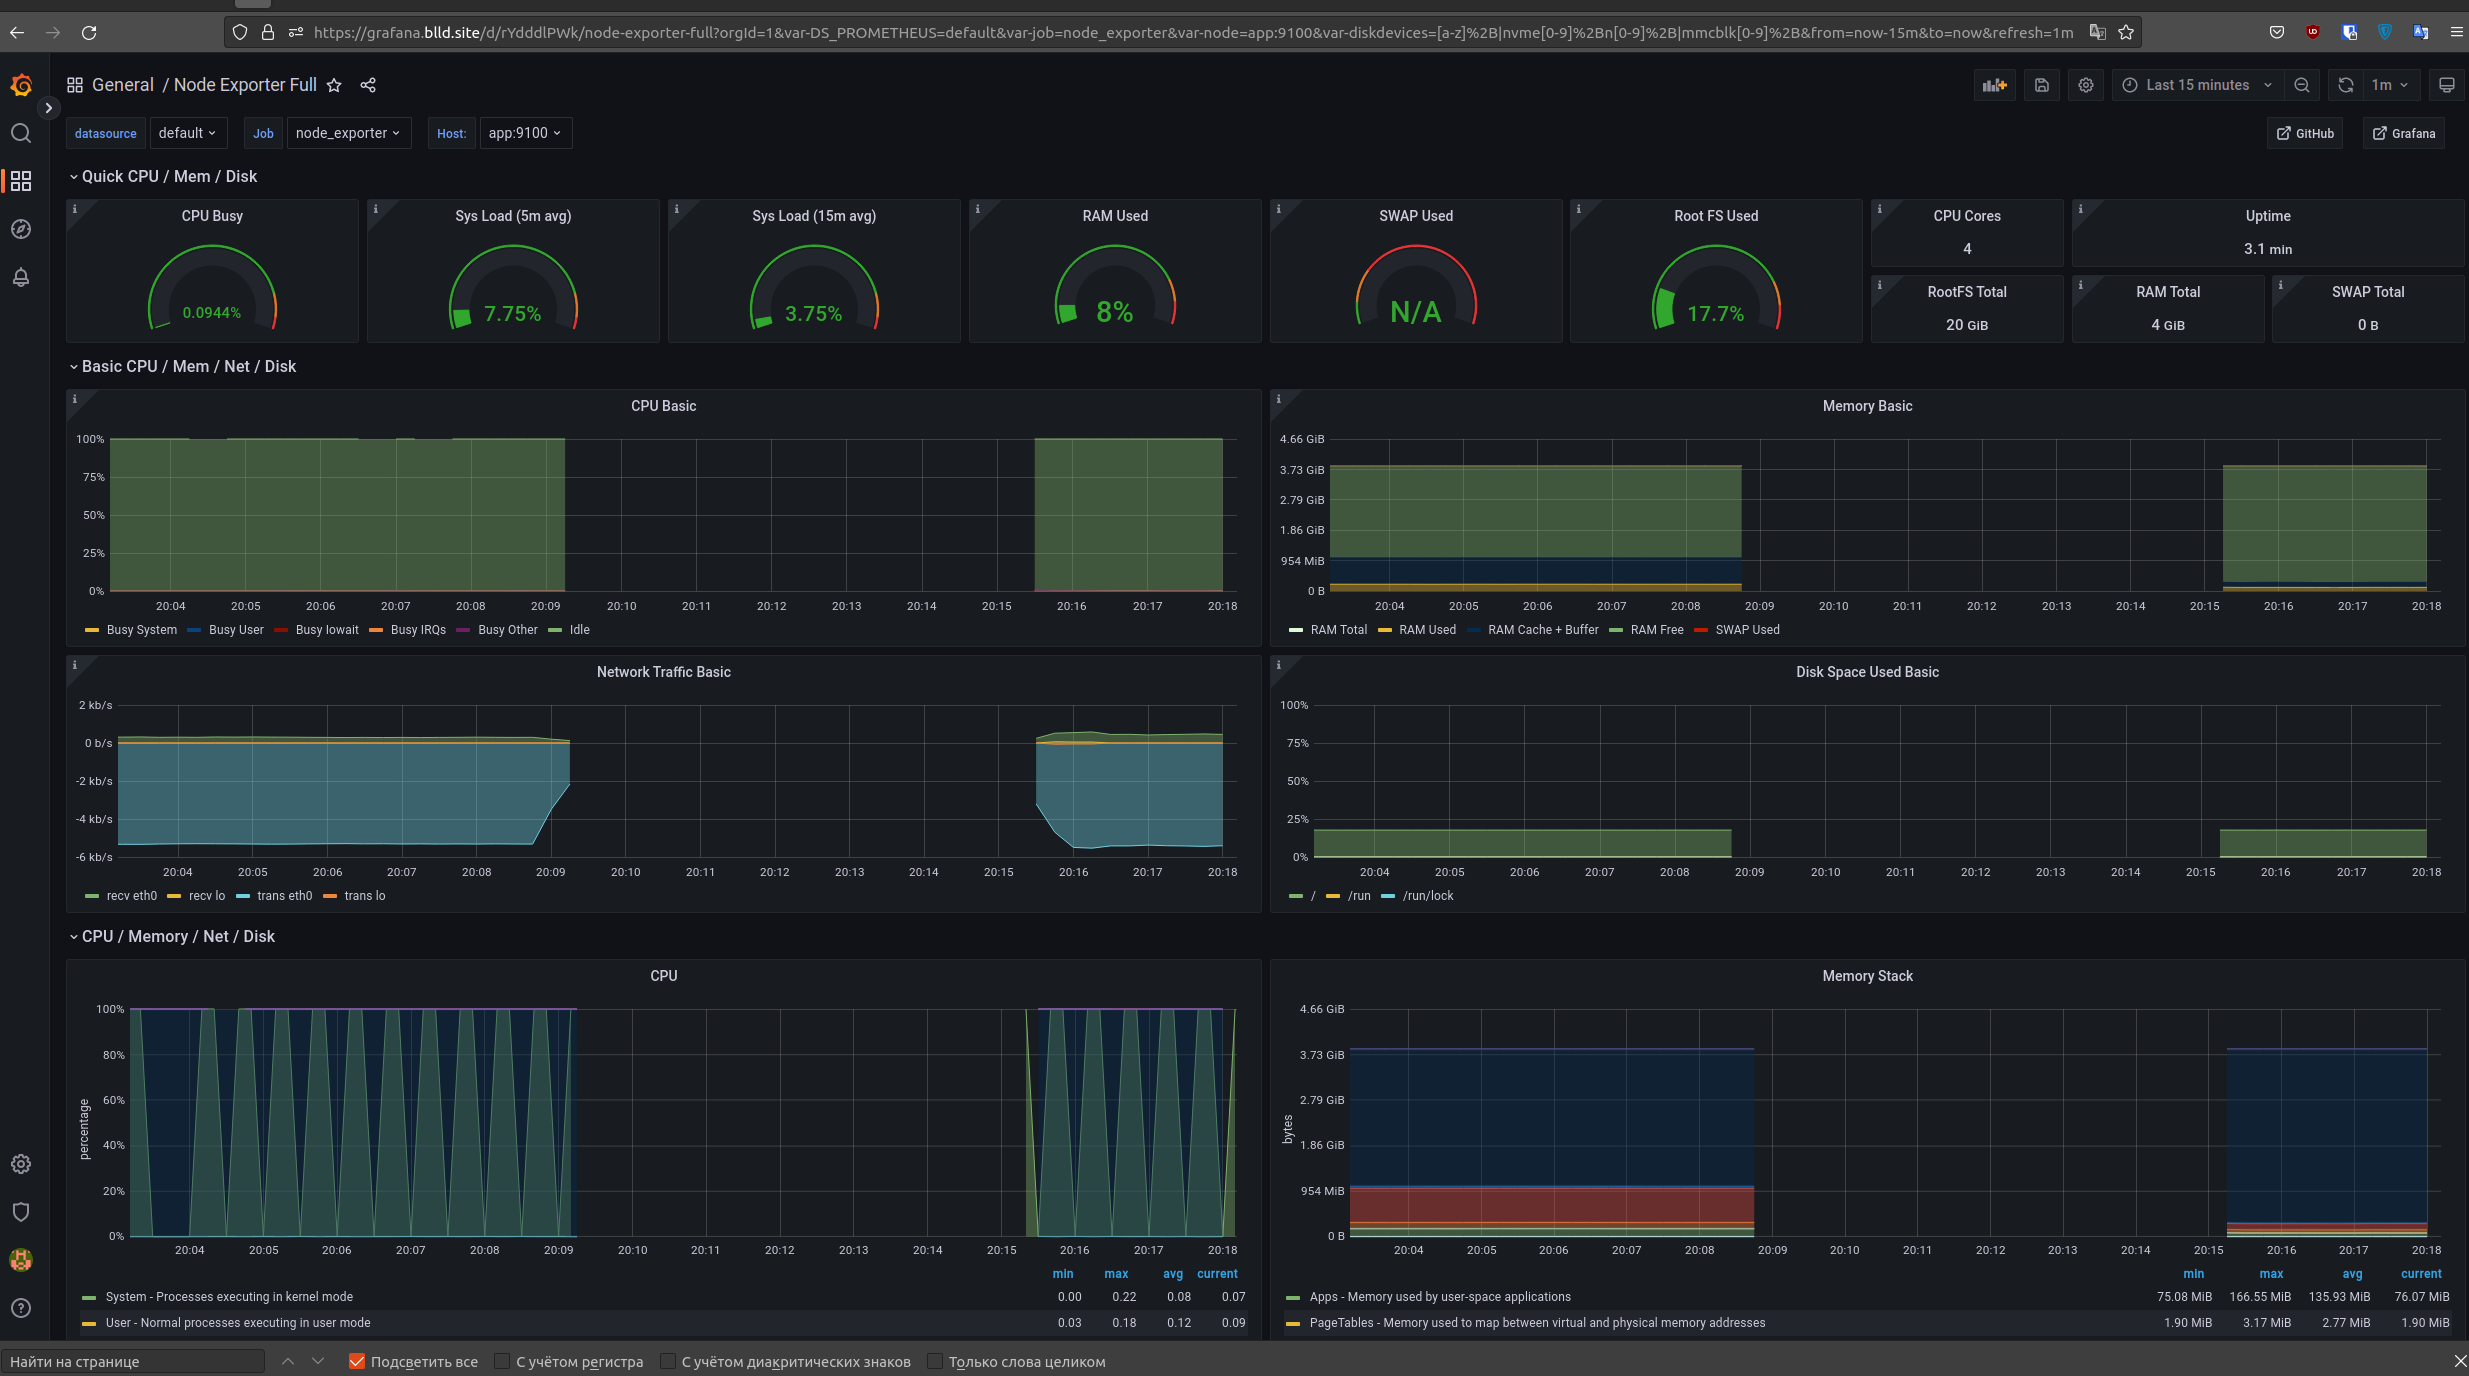 https://grafana.blld.site/d/rYdddlPWk/node-exporter-full?orgId=1&var-DS_PROMETHEUS=default&var-job=node_exporter&var-node=app:9100&var-diskdevices=[a-z]%2B|nvme[0-9]%2Bn[0-9]%2B|mmcblk[0-9]%2B&from=now-15m&to=now&refresh=1m
General / Node Exporter Full
Last 15 minutes
1m
datasource default Job node_exporter Host: app:9100
GitHub Grafana
Quick CPU / Mem / Disk
CPU Busy
0.0944%
Sys Load (5m avg)
7.75%
Sys Load (15m avg)
3.75%
RAM Used
8%
SWAP Used
N/A
Root FS Used
17.7%
CPU Cores
4
Uptime
3.1 min
RootFS Total
20 GiB
RAM Total
4 GiB
SWAP Total
0 B
Basic CPU / Mem / Net / Disk
CPU Basic
100%
75%
50%
25%
0%
20:04 20:05 20:06 20:07 20:08 20:09 20:10 20:11 20:12 20:13 20:14 20:15 20:16 20:17 20:18
Busy System Busy User Busy Iowait Busy IRQs Busy Other Idle
Memory Basic
4.66 GiB
3.73 GiB
2.79 GiB
1.86 GiB
954 MiB
0 B
20:04 20:05 20:06 20:07 20:08 20:09 20:10 20:11 20:12 20:13 20:14 20:15 20:16 20:17 20:18
RAM Total RAM Used RAM Cache + Buffer RAM Free SWAP Used
Network Traffic Basic
2 kb/s
0 b/s
-2 kb/s
-4 kb/s
-6 kb/s
20:04 20:05 20:06 20:07 20:08 20:09 20:10 20:11 20:12 20:13 20:14 20:15 20:16 20:17 20:18
recv eth0 recv lo trans eth0 trans lo
Disk Space Used Basic
100%
75%
50%
25%
0%
20:04 20:05 20:06 20:07 20:08 20:09 20:10 20:11 20:12 20:13 20:14 20:15 20:16 20:17 20:18
/ /run /run/lock
CPU / Memory / Net / Disk
CPU
percentage
100%
80%
60%
40%
20%
0%
20:04 20:05 20:06 20:07 20:08 20:09 20:10 20:11 20:12 20:13 20:14 20:15 20:16 20:17 20:18
min max avg current
System - Processes executing in kernel mode 0.00 0.22 0.08 0.07
User - Normal processes executing in user mode 0.03 0.18 0.12 0.09
Memory Stack
bytes
4.66 GiB
3.73 GiB
2.79 GiB
1.86 GiB
954 MiB
0 B
20:04 20:05 20:06 20:07 20:08 20:09 20:10 20:11 20:12 20:13 20:14 20:15 20:16 20:17 20:18
min max avg current
Apps - Memory used by user-space applications 75.08 MiB 166.55 MiB 135.93 MiB 76.07 MiB
PageTables - Memory used to map between virtual and physical memory addresses 1.90 MiB 3.17 MiB 2.77 MiB 1.90 MiB
Найти на странице Подсветить все С учётом регистра С учётом диакритических знаков Только слова целиком